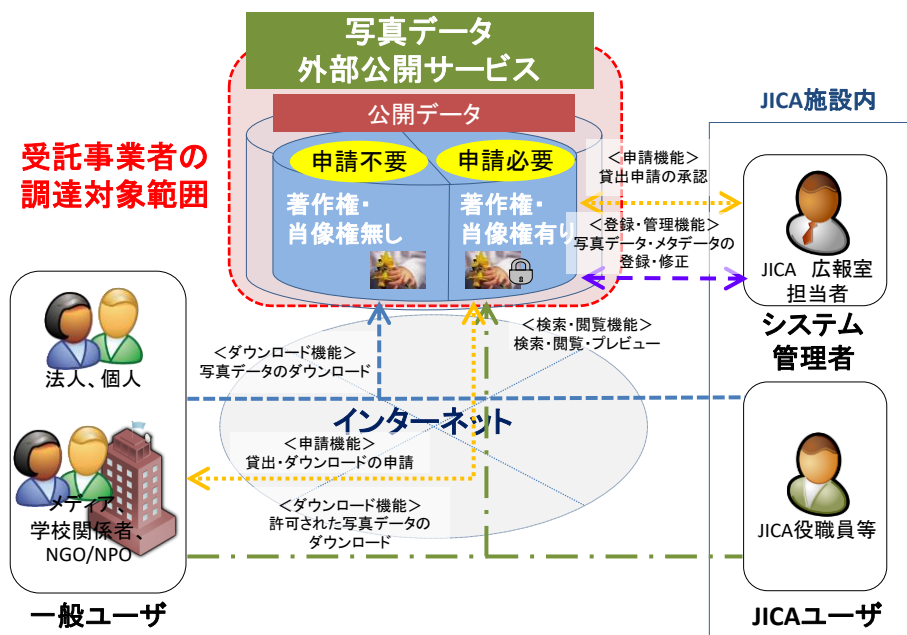 写真データ
外部公開サービス
公開データ
JICA施設内
受託事業者の
調達対象範囲
申請不要
申請必要
著作権・
肖像権無し
著作権・
肖像権有り
＜申請機能＞
貸出申請の承認
＜登録・管理機能＞
写真データ・メタデータの
登録・修正
JICA　広報室
担当者
システム
管理者
法人、個人
＜ダウンロード機能＞
写真データのダウンロード
＜検索・閲覧機能＞
検索・閲覧・プレビュー
インターネット
＜申請機能＞
貸出・ダウンロードの申請
＜ダウンロード機能＞
許可された写真データの
ダウンロード
メディア、
学校関係者、
NGO/NPO
一般ユーザ
JICA役職員等
JICAユーザ